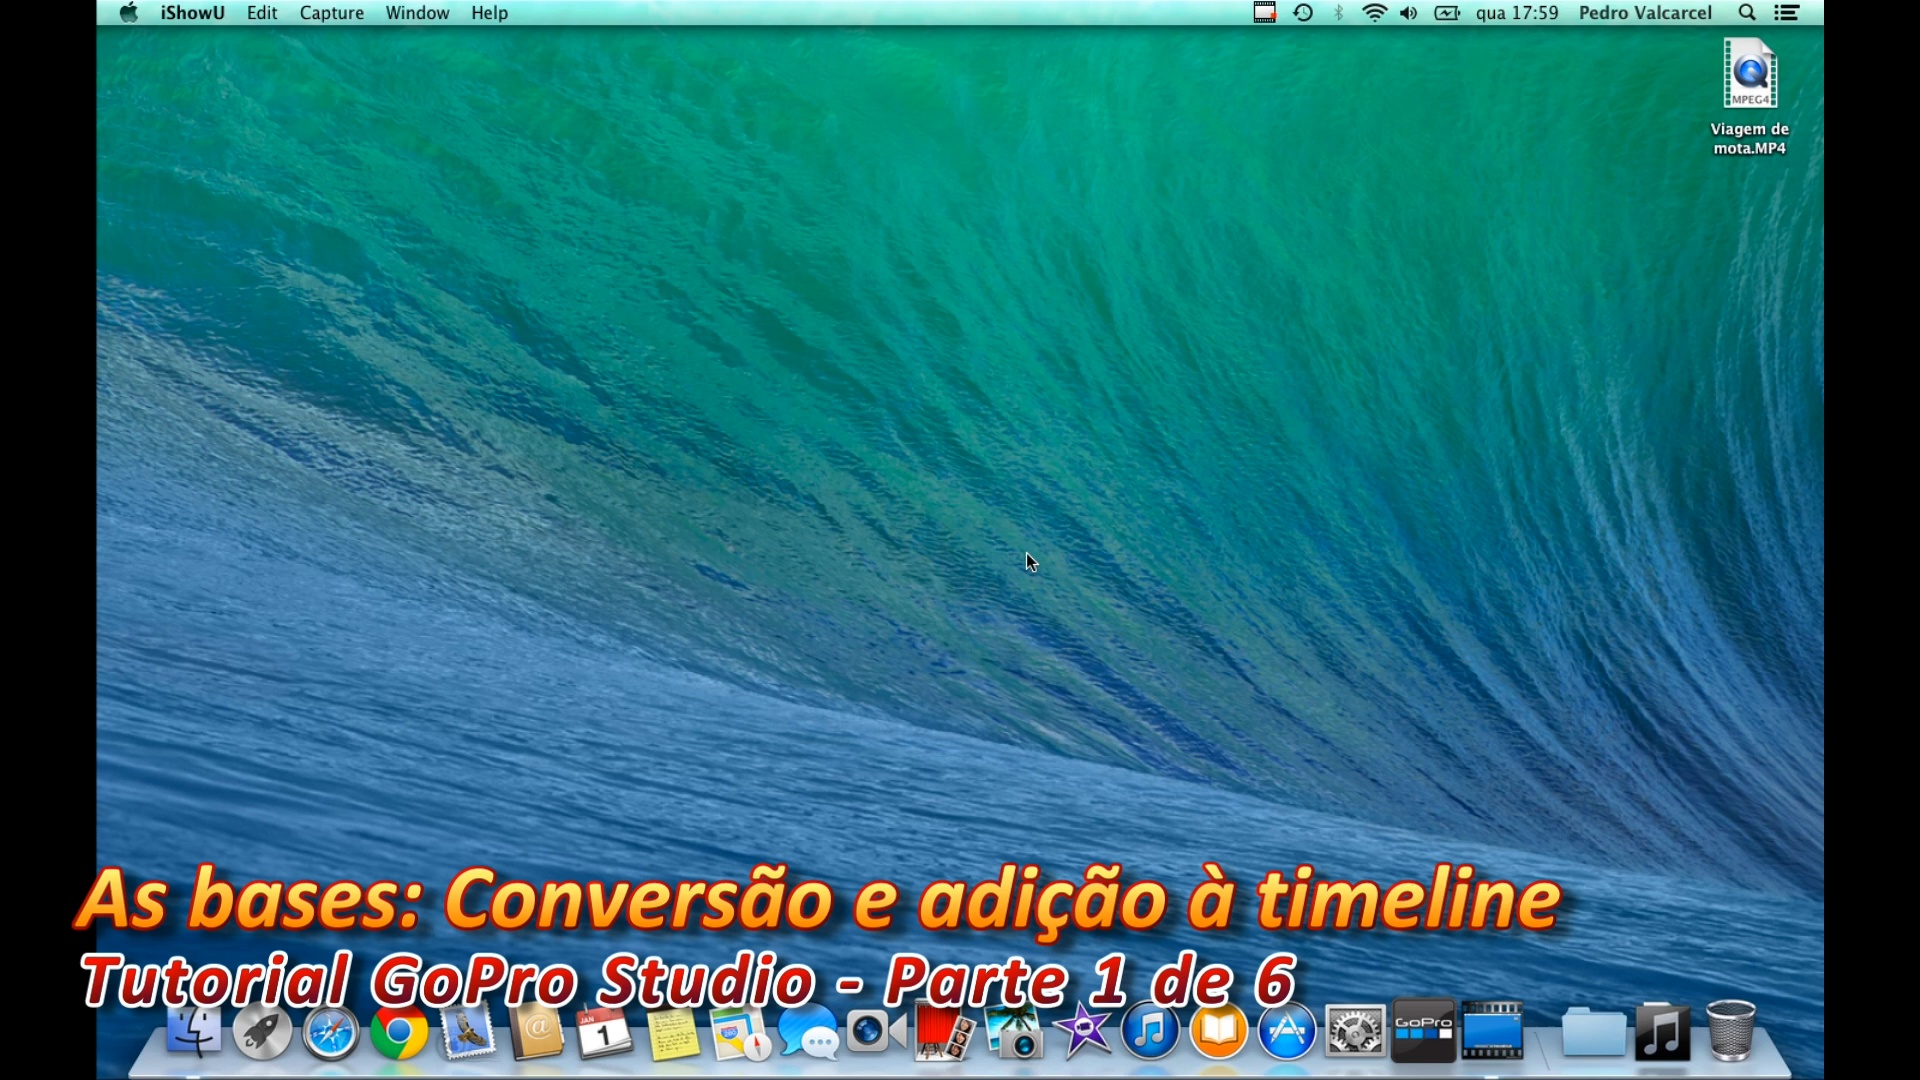 iShowU Edit Capture Window Help qua 17:59 Pedro Valcarcel
MPEG4
Viagem de
mota.MP4
As bases: Conversão e adição à timeline
Tutorial GoPro Studio - Parte 1 de 6
JAN
1
GoPro